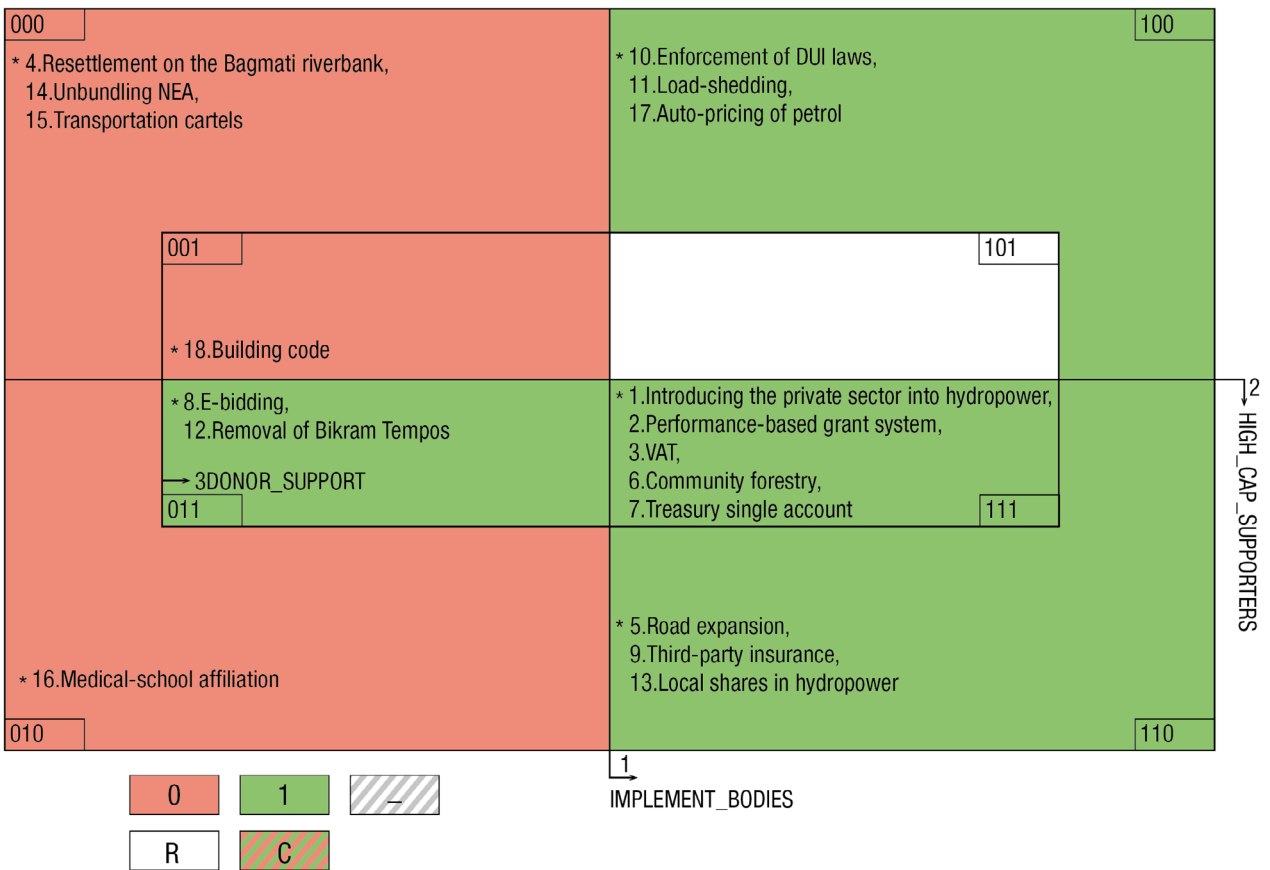 000
100
* 4.Resettlement on the Bagmati riverbank,
14.Unbundling NEA,
15.Transportation cartels
* 10.Enforcement of DUI laws,
11.Load-shedding,
17.Auto-pricing of petrol
001
101
* 18.Building code
2
HIGH_CAP_SUPPORTERS
* 8.E-bidding,
12.Removal of Bikram Tempos
3DONOR_SUPPORT
011
* 1.Introducing the private sector into hydropower,
2.Performance-based grant system,
3.VAT,
6.Community forestry,
7.Treasury single account
111
* 5.Road expansion,
9.Third-party insurance,
13.Local shares in hydropower
* 16.Medical-school affiliation
010
110
1
IMPLEMENT_BODIES
0
1
_
R
C